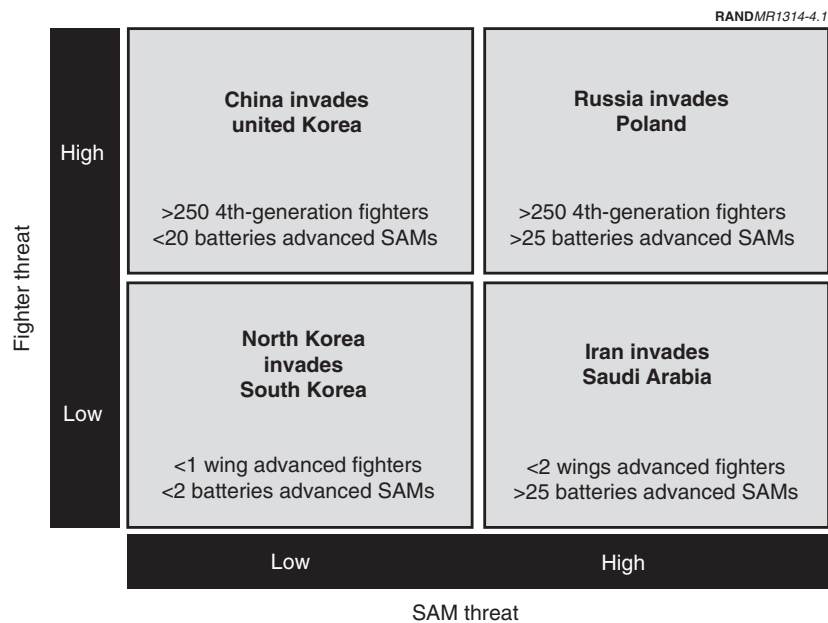 RANDMR1314-4.1
China invades
united Korea
>250 4th-generation fighters
<20 batteries advanced SAMs
Russia invades
Poland
>250 4th-generation fighters
>25 batteries advanced SAMs
High
Fighter threat
North Korea
invades
South Korea
<1 wing advanced fighters
<2 batteries advanced SAMs
Iran invades
Saudi Arabia
<2 wings advanced fighters
>25 batteries advanced SAMs
Low
Low
High
SAM threat